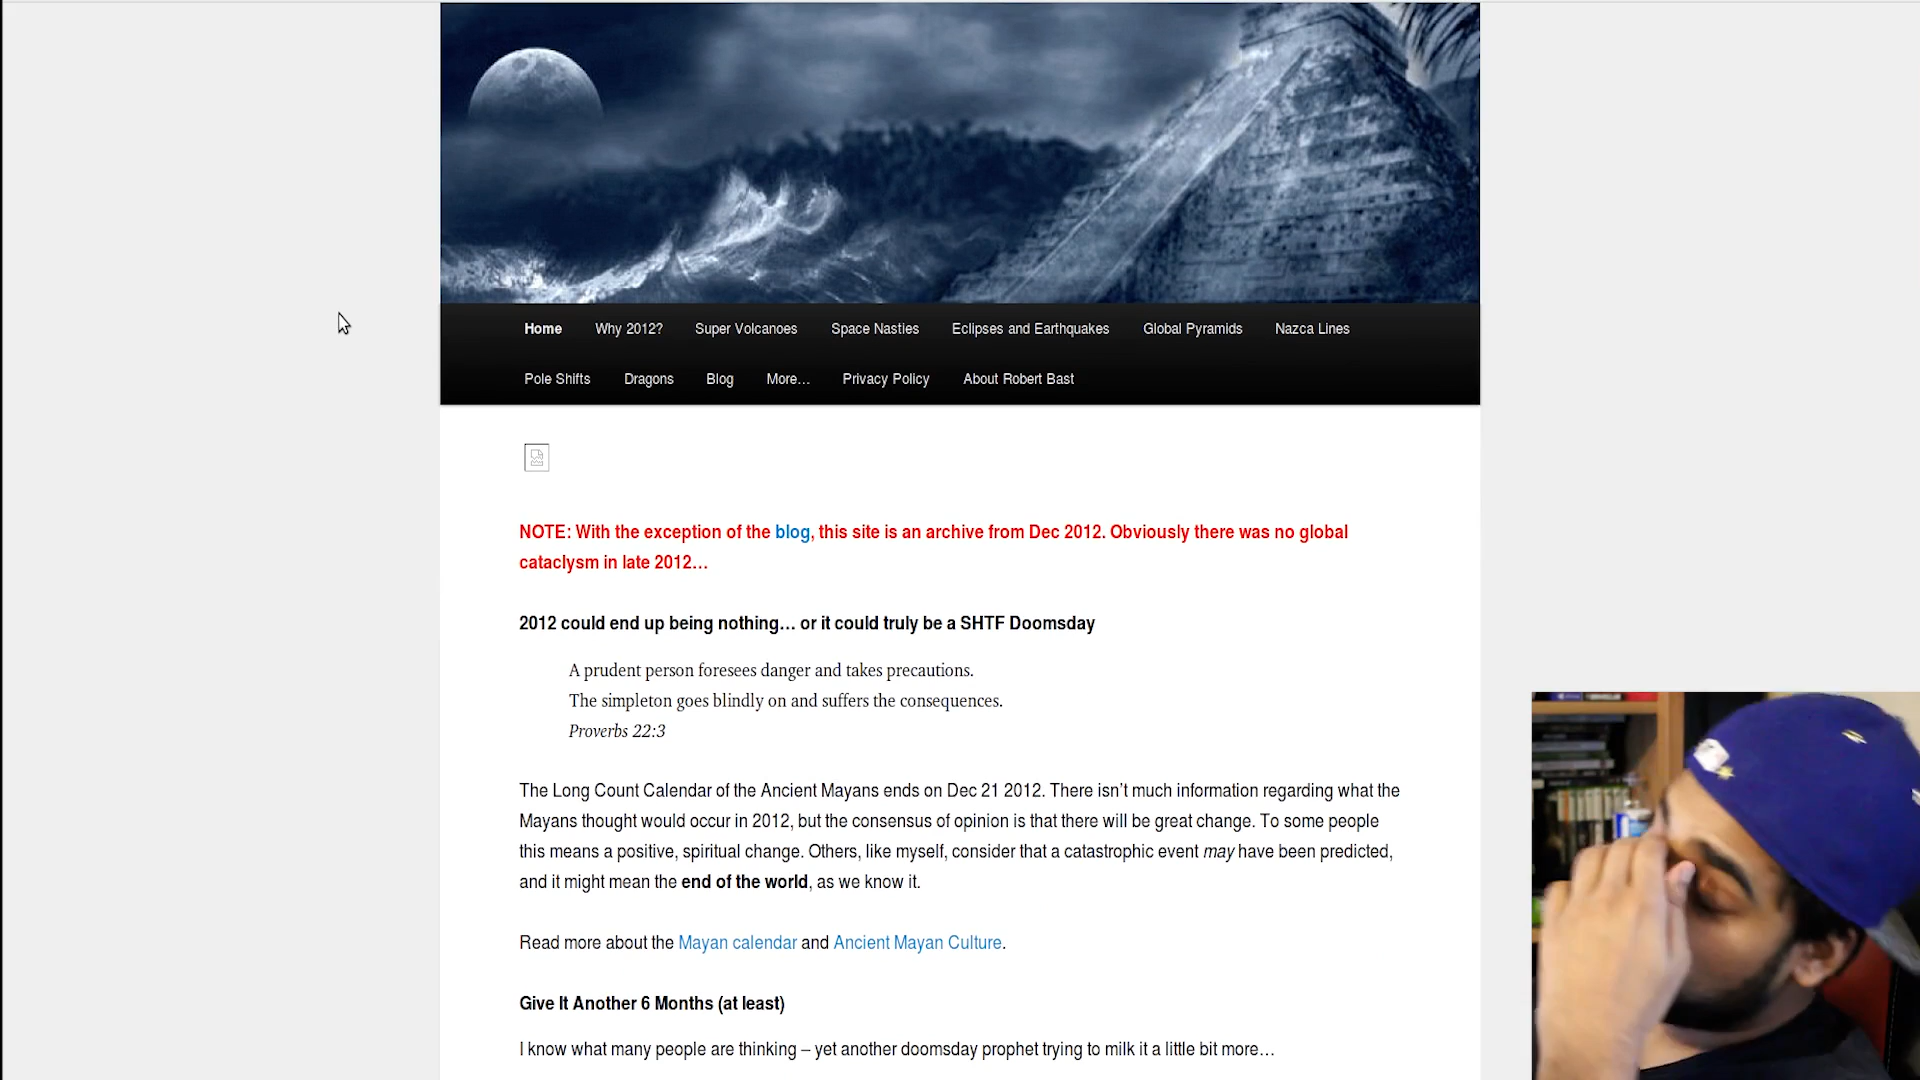 Home Why 2012? Super Volcanoes Space Nasties Eclipses and Earthquakes Global Pyramids Nazca Lines
Pole Shifts Dragons Blog More... Privacy Policy About Robert Bast
NOTE: With the exception of the blog, this site is an archive from Dec 2012. Obviously there was no global
cataclysm in late 2012...
2012 could end up being nothing... or it could truly be a SHTF Doomsday
A prudent person foresees danger and takes precautions.
The simpleton goes blindly on and suffers the consequences.
Proverbs 22:3
The Long Count Calendar of the Ancient Mayans ends on Dec 21 2012. There isn't much information regarding what the
Mayans thought would occur in 2012, but the consensus of opinion is that there will be great change. To some people
this means a positive, spiritual change. Others, like myself, consider that a catastrophic event may have been predicted,
and it might mean the end of the world, as we know it.
Read more about the Mayan calendar and Ancient Mayan Culture.
Give It Another 6 Months (at least)
I know what many people are thinking – yet another doomsday prophet trying to milk it a little bit more...